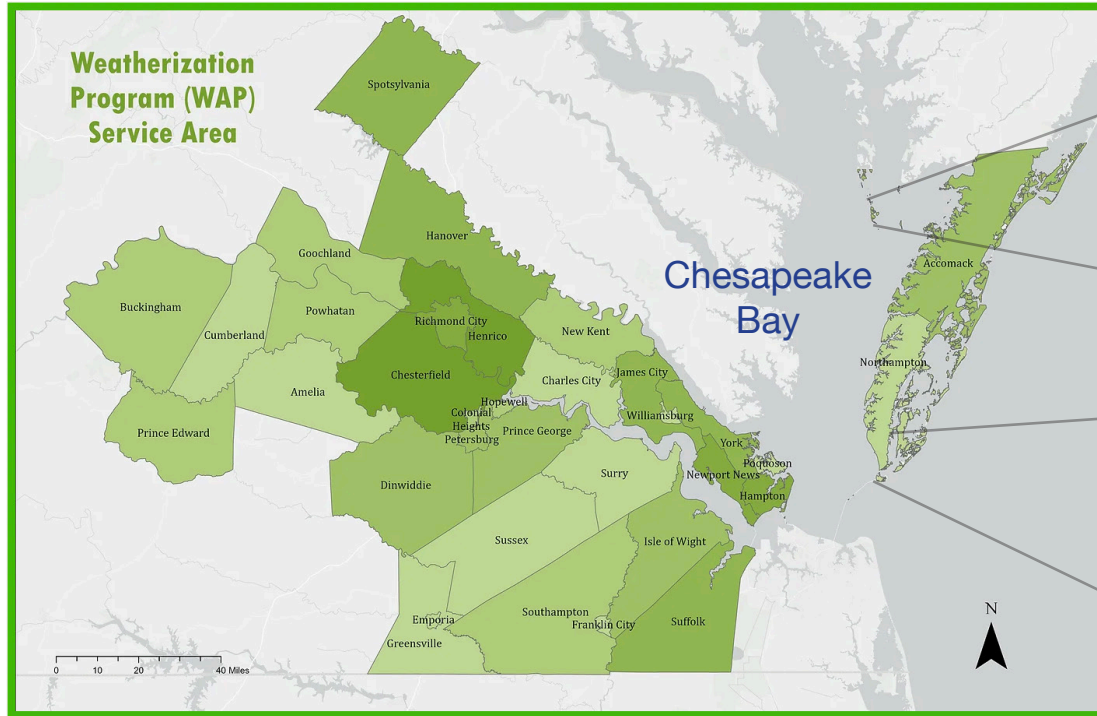 Weatherization
Program (WAP)
Service Area
Spotsylvania
Hanover
Goochland
Buckingham
Cumberland
Powhatan
Richmond City
Henrico
New Kent
Chesterfield
Amelia
Charles City
James City
Hopewell
Colonial
Heights
Petersburg
Prince George
Williamsburg
York
Poquoson
Newport News
Hampton
Prince Edward
Dinwiddie
Surry
Sussex
Isle of Wight
Emporia
Greensville
Southampton
Franklin City
Suffolk
Chesapeake
Bay
Accomack
Northampton
N
0 10 20 40 Miles